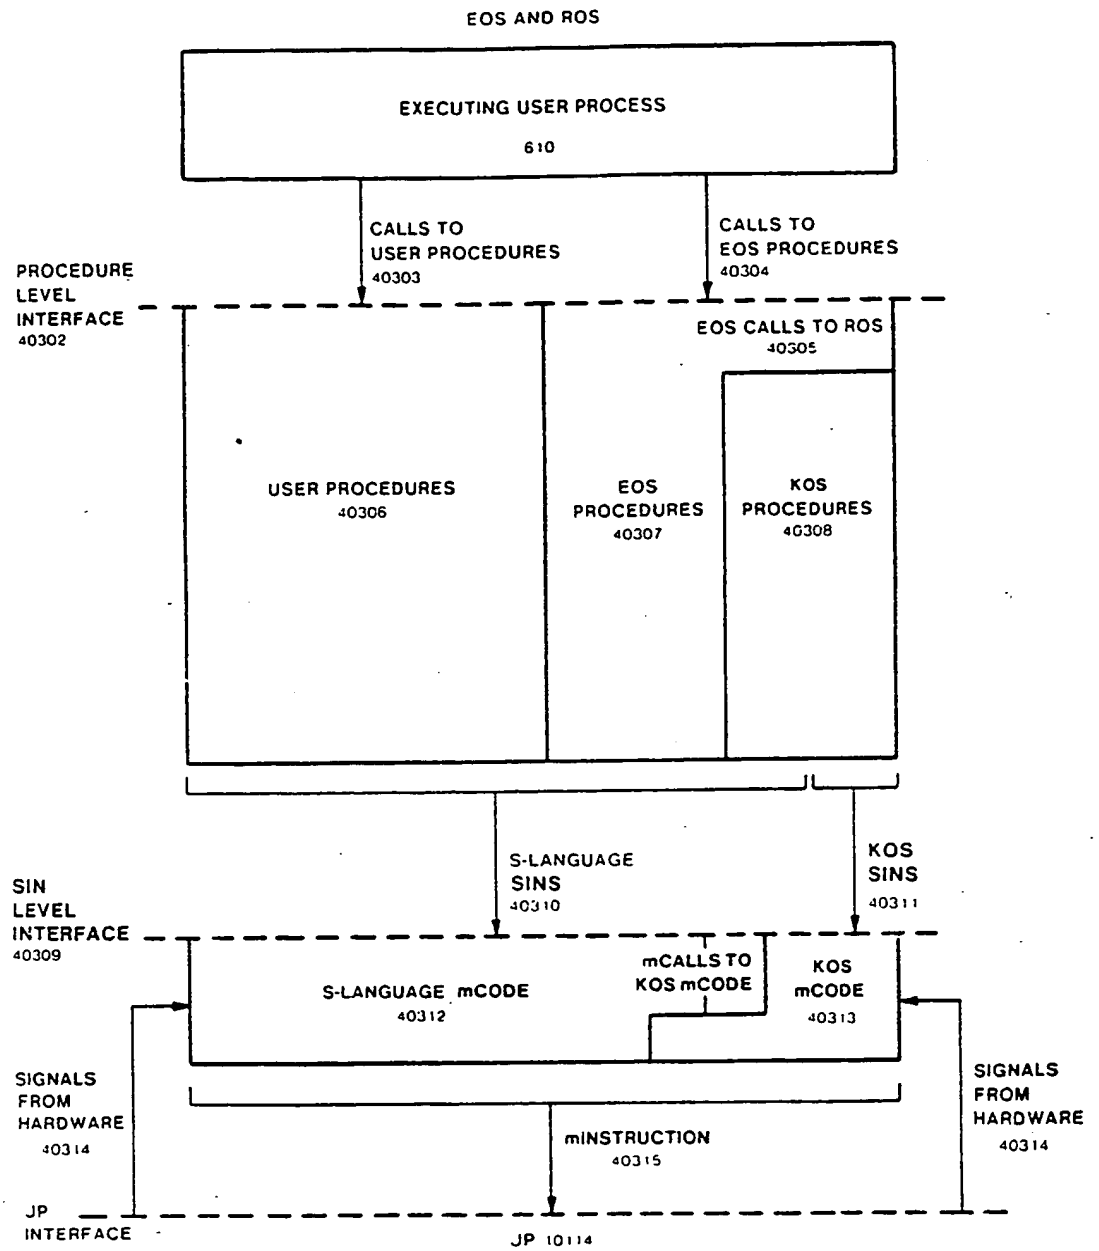 EOS AND ROS
EXECUTING USER PROCESS
610
CALLS TO
USER PROCEDURES
40303
CALLS TO
EOS PROCEDURES
40304
PROCEDURE
LEVEL
INTERFACE
40302
EOS CALLS TO ROS
40305
USER PROCEDURES
40306
EOS
PROCEDURES
40307
KOS
PROCEDURES
40308
S-LANGUAGE
SINS
40310
KOS
SINS
40311
SIN
LEVEL
INTERFACE
40309
S-LANGUAGE mCODE
40312
mCALLS TO
KOS mCODE
KOS
mCODE
40313
SIGNALS
FROM
HARDWARE
40314
SIGNALS
FROM
HARDWARE
40314
mINSTRUCTION
40315
JP
INTERFACE
JP 10114